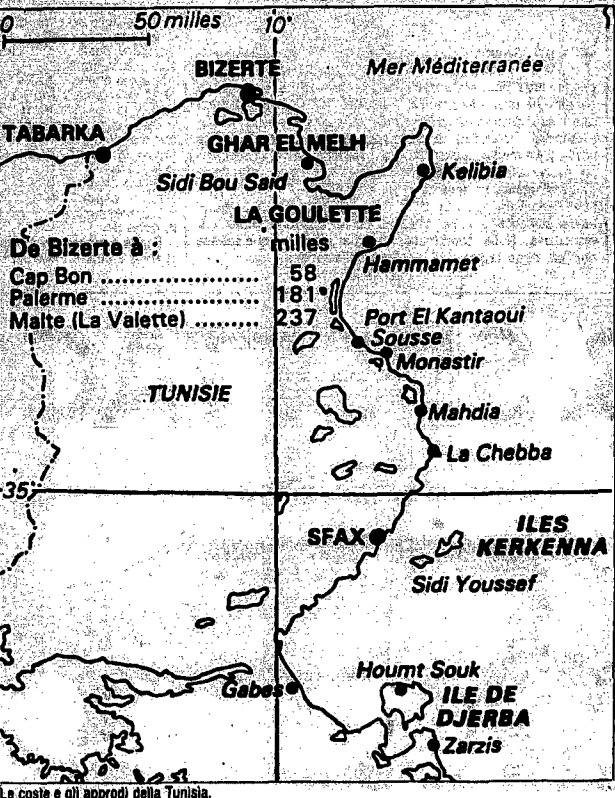 0 50 milles 10°
BIZERTE
Mer Méditerranée
TABARKA
GHAR EL MELH
Kelibia
Sidi Bou Said
LA GOULETTE
De Bizerte à :
milles
Hammamet
Cap Bon .................. 58
Palerme .................. 181
Malte (La Valette) ......... 237
Port El Kantaoui
Sousse
Monastir
TUNISIE
Mahdia
La Chebba
35°
SFAX
ILES
KERKENNA
Sidi Youssef
Houmt Souk
Gabes
ILE DE
DJERBA
Zarzis
Le coste e gli approdi della Tunisia.